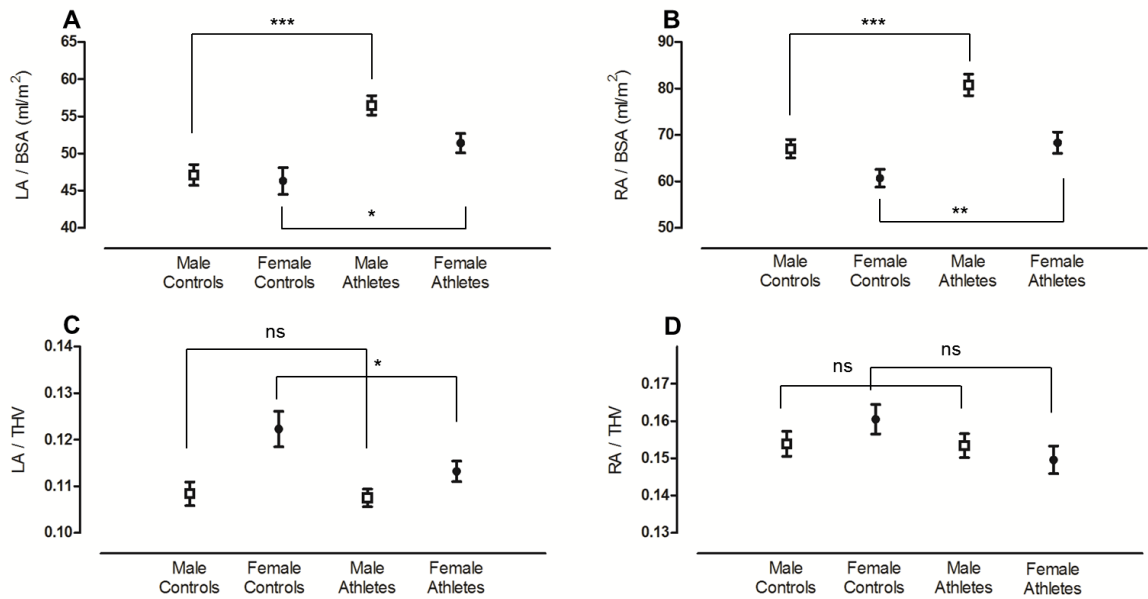 A
***
65
60
55
50
45
40
LA / BSA (ml/m²)
*
Male Controls
Female Controls
Male Athletes
Female Athletes
B
***
90
80
70
60
50
RA / BSA (ml/m²)
**
Male Controls
Female Controls
Male Athletes
Female Athletes
C
ns
*
0.14
0.13
0.12
0.11
0.10
LA / THV
Male Controls
Female Controls
Male Athletes
Female Athletes
D
ns
ns
0.17
0.16
0.15
0.14
0.13
RA / THV
Male Controls
Female Controls
Male Athletes
Female Athletes